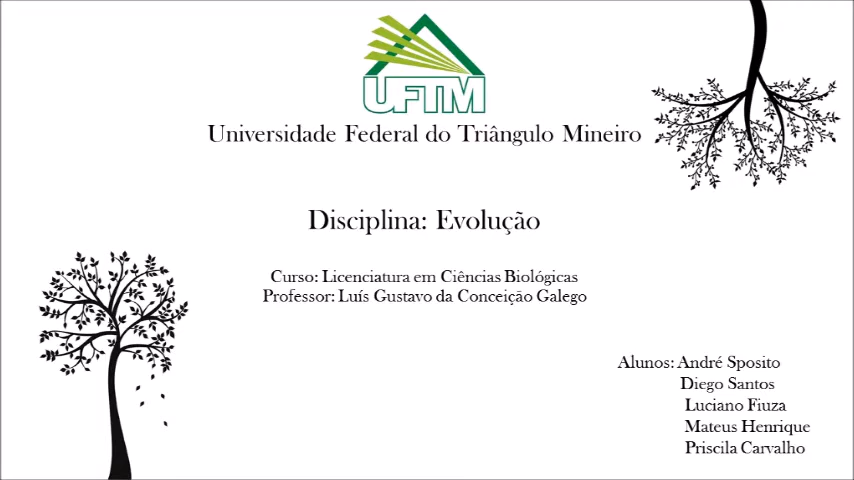 UFTM
Universidade Federal do Triângulo Mineiro
Disciplina: Evolução
Curso: Licenciatura em Ciências Biológicas
Professor: Luís Gustavo da Conceição Galego
Alunos: André Sposito
Diego Santos
Luciano Fiuza
Mateus Henrique
Priscila Carvalho